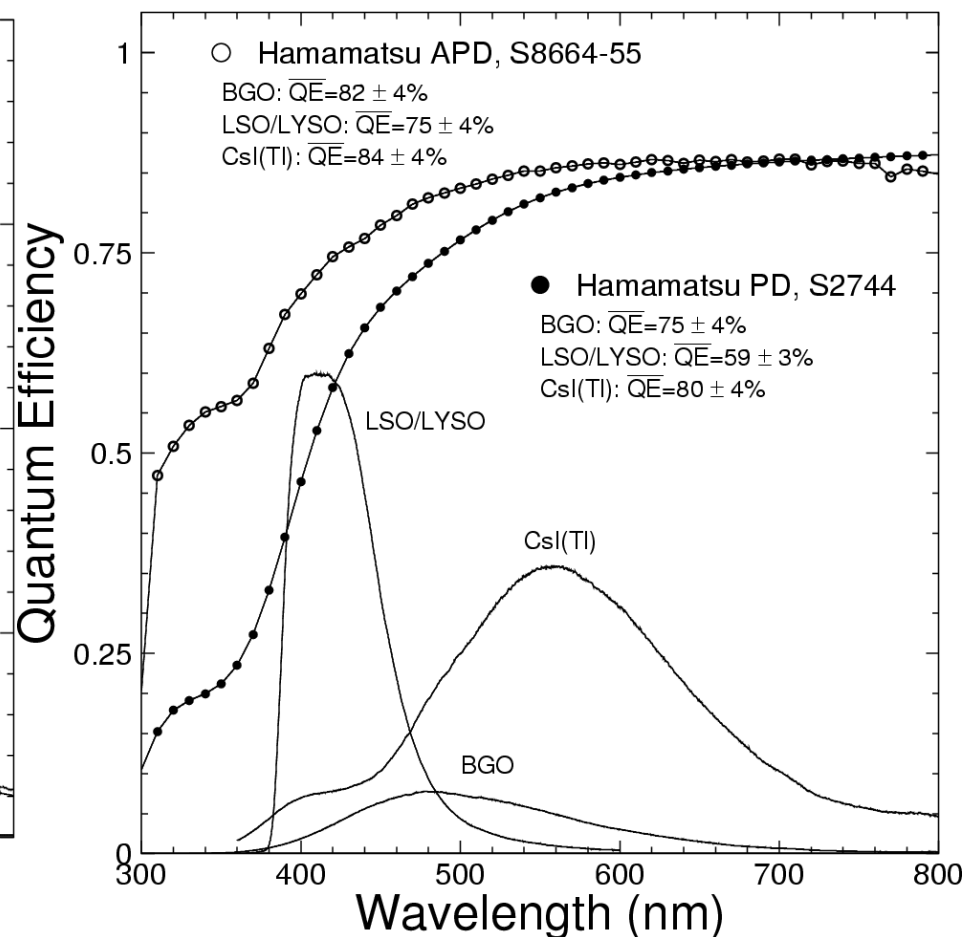 1
0.75
0.5
0.25
0
Quantum Efficiency
Hamamatsu APD, S8664-55
BGO: QE=82 ± 4%
LSO/LYSO: QE=75 ± 4%
CsI(Tl): QE=84 ± 4%
Hamamatsu PD, S2744
BGO: QE=75 ± 4%
LSO/LYSO: QE=59 ± 3%
CsI(Tl): QE=80 ± 4%
LSO/LYSO
CsI(Tl)
BGO
300 400 500 600 700 800
Wavelength (nm)